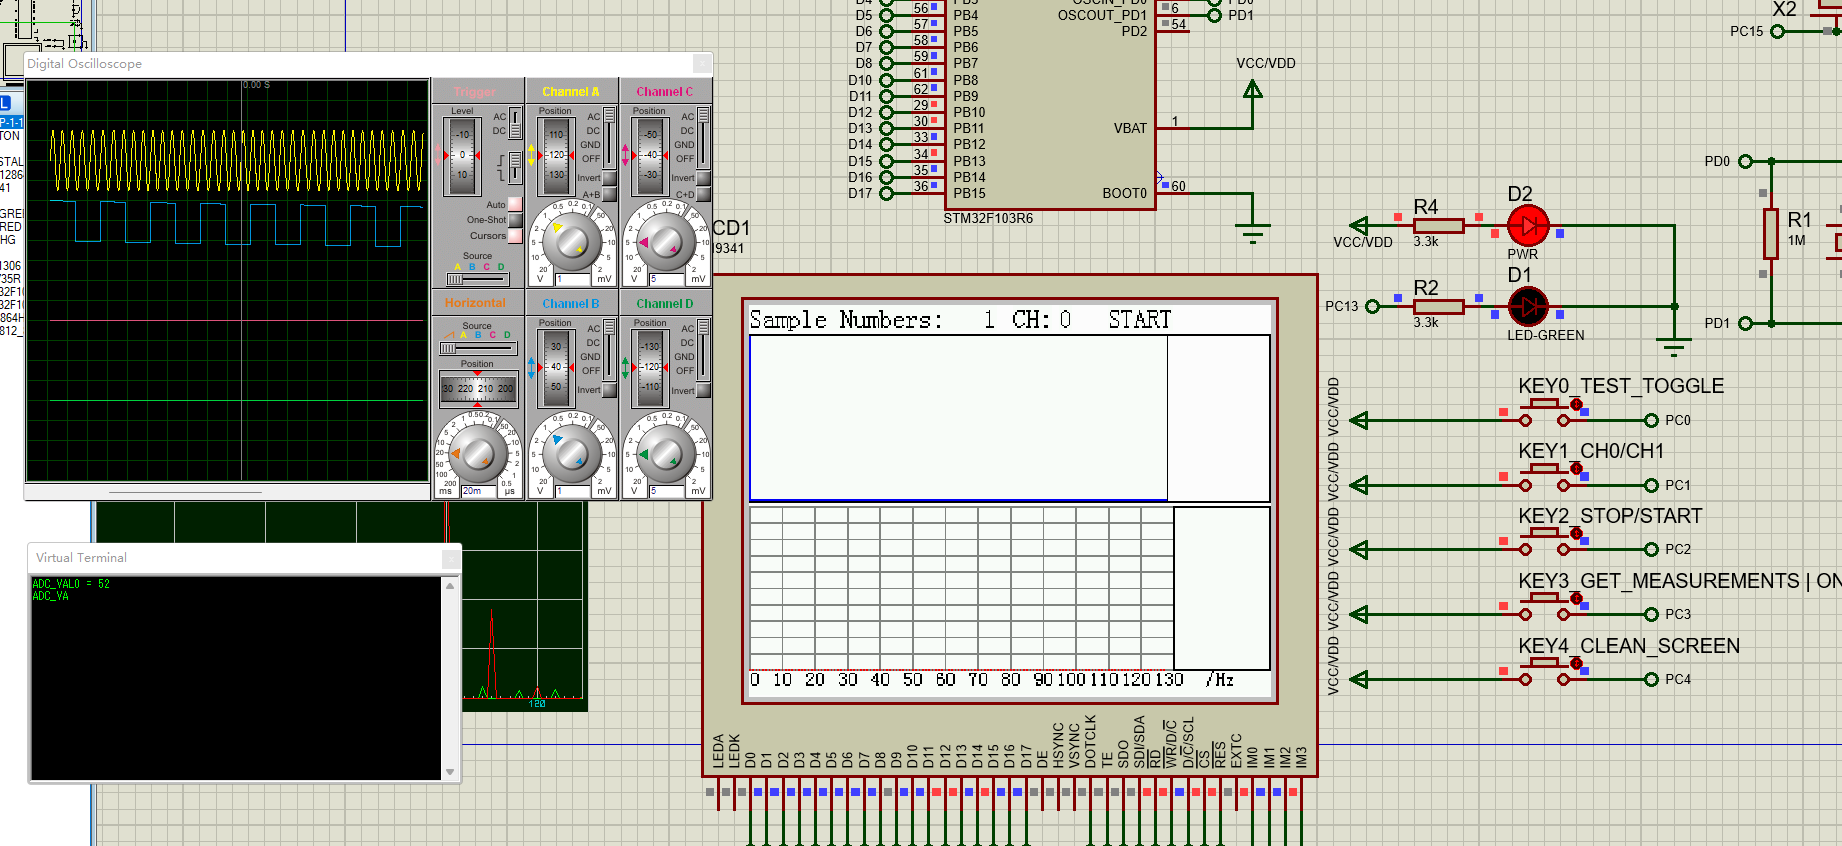 Digital Oscilloscope
0.00 S
Trigger
Level
-10
0
10
AC
DC
Auto
One-Shot
Cursors
Source
A B C D
Channel A
Position
-110
-120
-130
AC
DC
GND
OFF
Invert
A+B
V
1
mV
Channel C
Position
-50
-40
-30
AC
DC
GND
OFF
Invert
C+D
V
5
mV
Horizontal
Source
A B C D
Position
30 220 210 200
ms
20m
µs
Channel B
Position
30
40
50
AC
DC
GND
OFF
Invert
V
1
mV
Channel D
Position
-130
-120
-110
AC
DC
GND
OFF
Invert
V
5
mV
Virtual Terminal
ADC_VAL0 = 52
ADC_VA
120
D5 57 PB4
D6 58 PB5
D7 59 PB6
D8 61 PB7
D10 62 PB8
D11 29 PB9
D12 30 PB10
D13 33 PB11
D14 34 PB12
D15 35 PB13
D16 36 PB14
D17 PB15
OSCIN_PD0
OSCOUT_PD1 6 PD1
PD2 54
VBAT 1
BOOT0 60
STM32F103R6
VCC/VDD
CD1
9341
Sample Numbers: 1 CH: 0 START
0 10 20 30 40 50 60 70 80 90 100 110 120 130 /Hz
LEDA
LEDK
D0
D1
D2
D3
D4
D5
D6
D7
D8
D9
D10
D11
D12
D13
D14
D15
D16
D17
DE
HSYNC
VSYNC
DOTCLK
TE
SDO
SDI/SDA
RD
WR/D/C
D/C/SCL
CS
RES
EXTC
IM0
IM1
IM2
IM3
X2
PC15
PD0
R1
1M
PD1
D2
R4
VCC/VDD
3.3k
PWR
D1
R2
PC13
3.3k
LED-GREEN
KEY0_TEST_TOGGLE
VCC/VDD
PC0
KEY1_CH0/CH1
VCC/VDD
PC1
KEY2_STOP/START
VCC/VDD
PC2
KEY3_GET_MEASUREMENTS | ON
VCC/VDD
PC3
KEY4_CLEAN_SCREEN
VCC/VDD
PC4